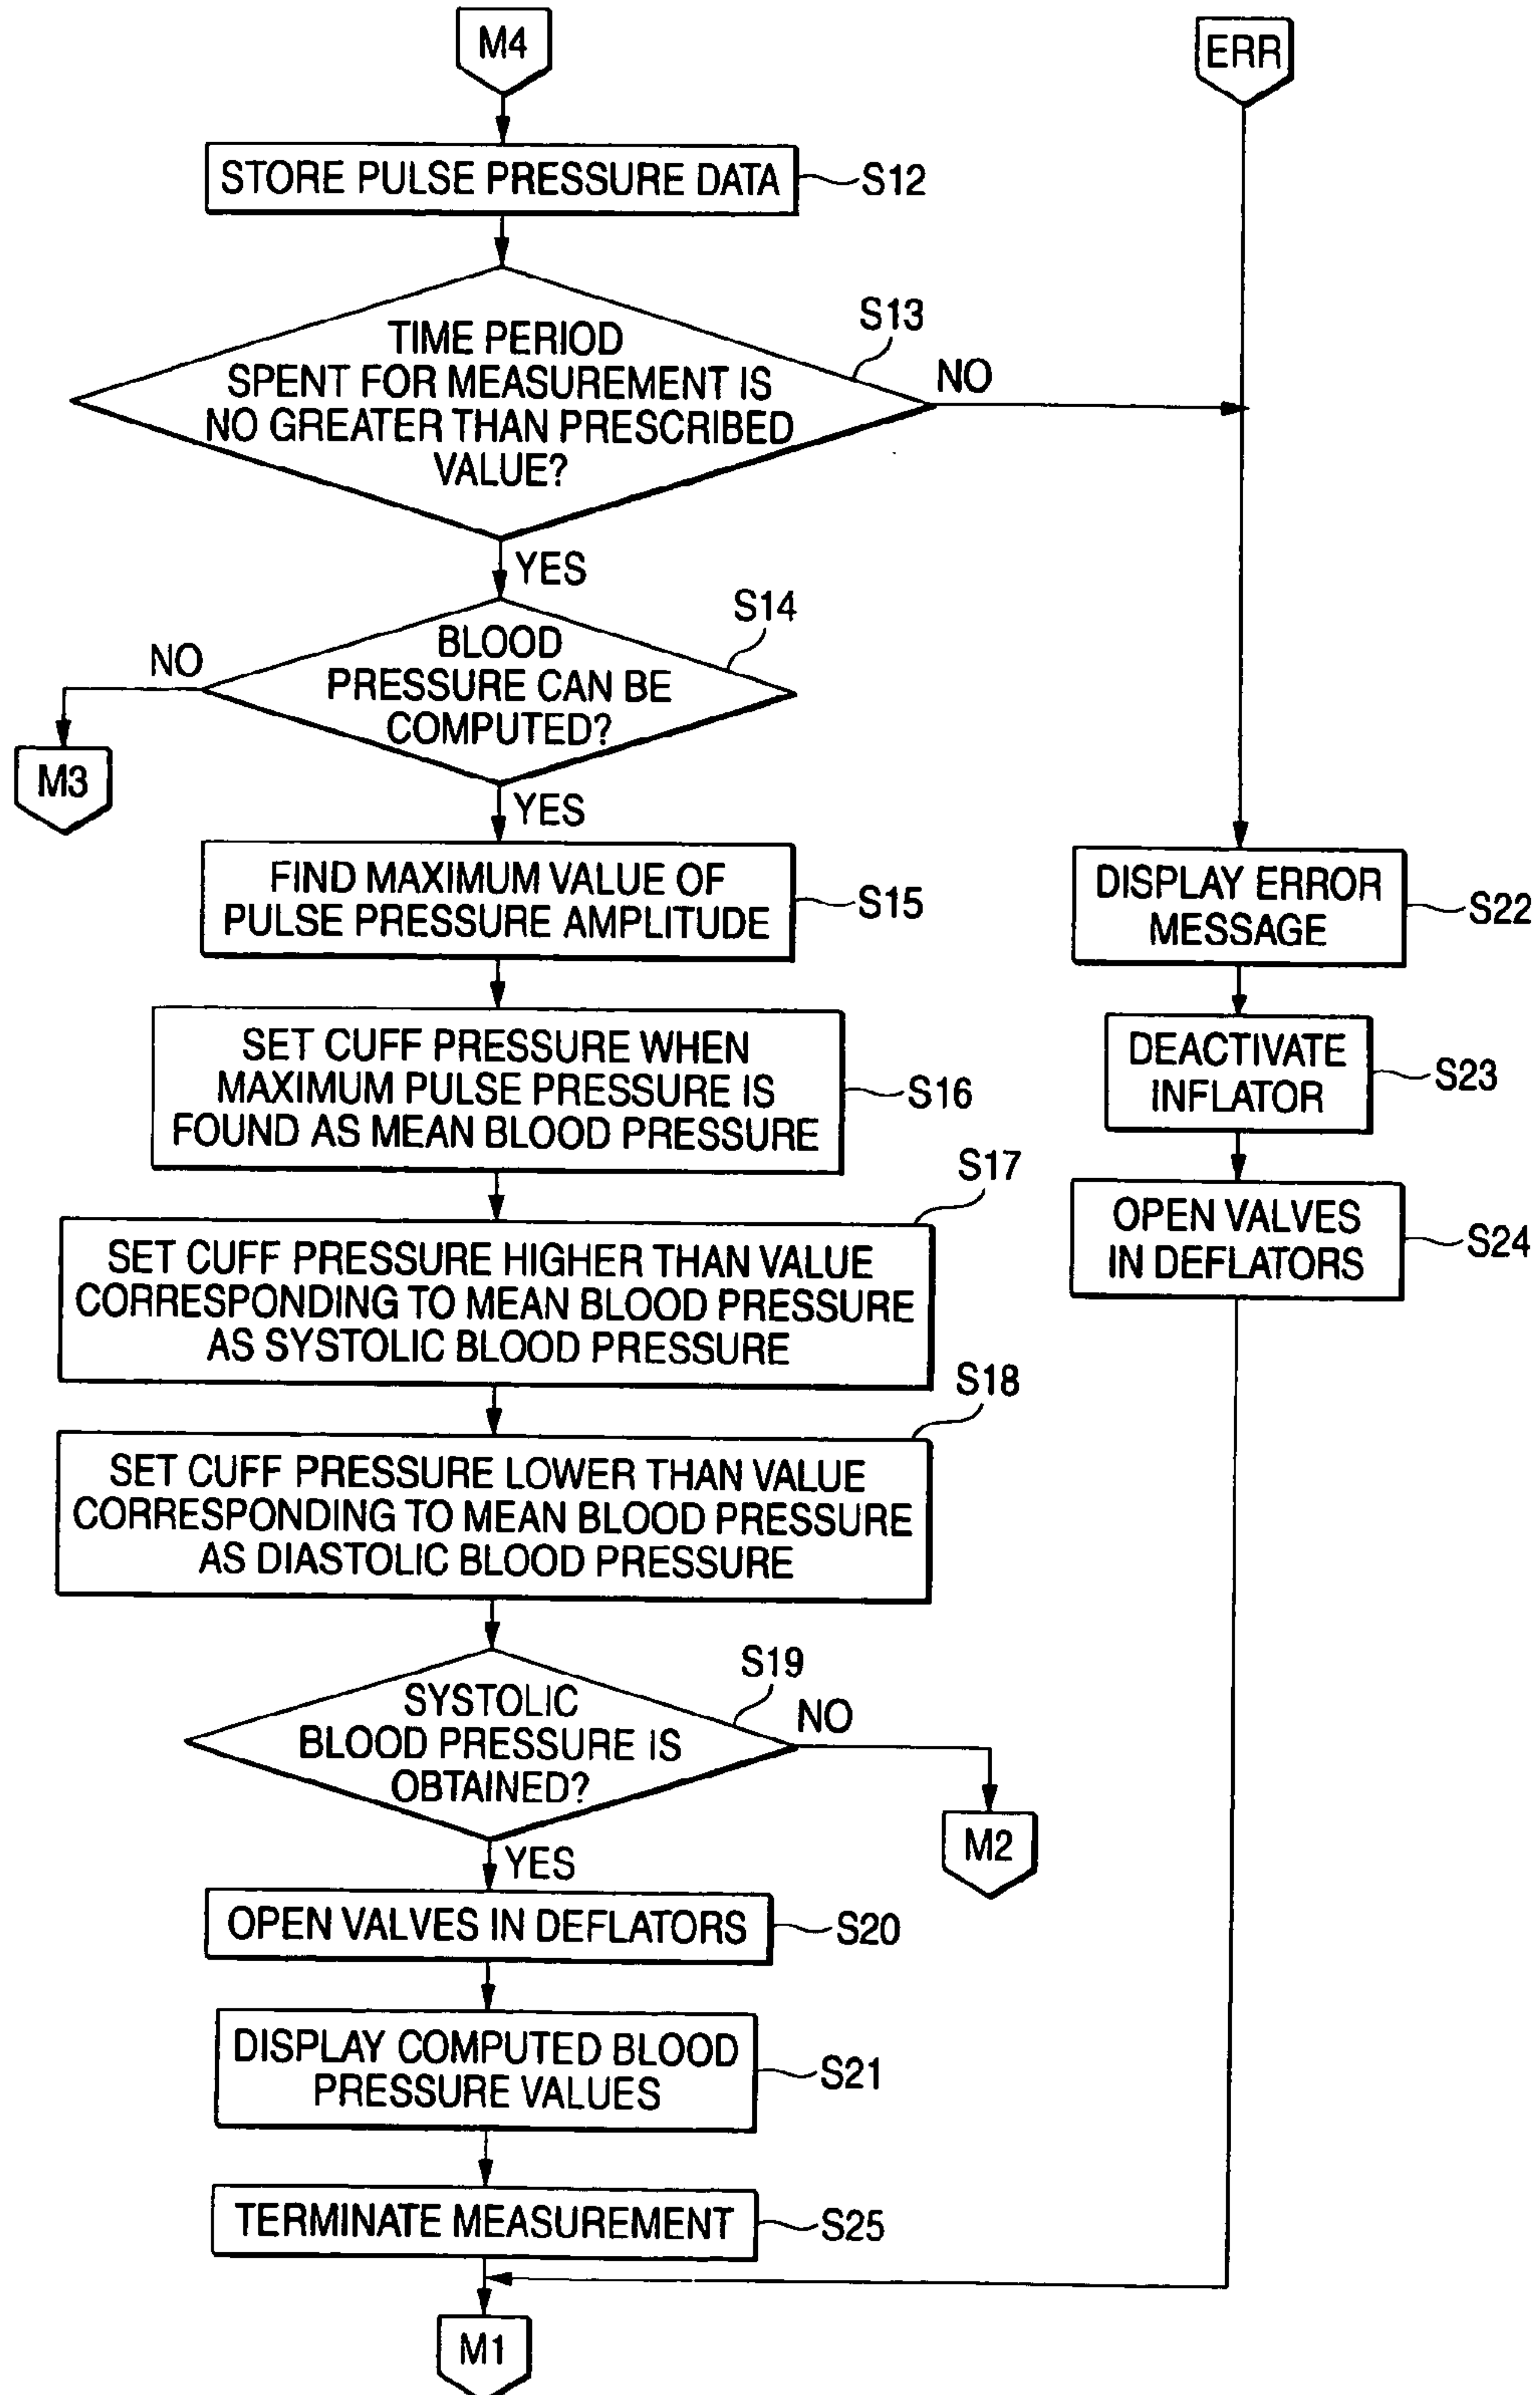 M4
ERR
STORE PULSE PRESSURE DATA
S12
TIME PERIOD
SPENT FOR MEASUREMENT IS
NO GREATER THAN PRESCRIBED
VALUE?
S13
NO
YES
BLOOD
PRESSURE CAN BE
COMPUTED?
S14
NO
M3
YES
FIND MAXIMUM VALUE OF
PULSE PRESSURE AMPLITUDE
S15
SET CUFF PRESSURE WHEN
MAXIMUM PULSE PRESSURE IS
FOUND AS MEAN BLOOD PRESSURE
S16
SET CUFF PRESSURE HIGHER THAN VALUE
CORRESPONDING TO MEAN BLOOD PRESSURE
AS SYSTOLIC BLOOD PRESSURE
S17
SET CUFF PRESSURE LOWER THAN VALUE
CORRESPONDING TO MEAN BLOOD PRESSURE
AS DIASTOLIC BLOOD PRESSURE
S18
SYSTOLIC
BLOOD PRESSURE IS
OBTAINED?
S19
NO
M2
YES
OPEN VALVES IN DEFLATORS
S20
DISPLAY COMPUTED BLOOD
PRESSURE VALUES
S21
TERMINATE MEASUREMENT
S25
M1
DISPLAY ERROR
MESSAGE
S22
DEACTIVATE
INFLATOR
S23
OPEN VALVES
IN DEFLATORS
S24